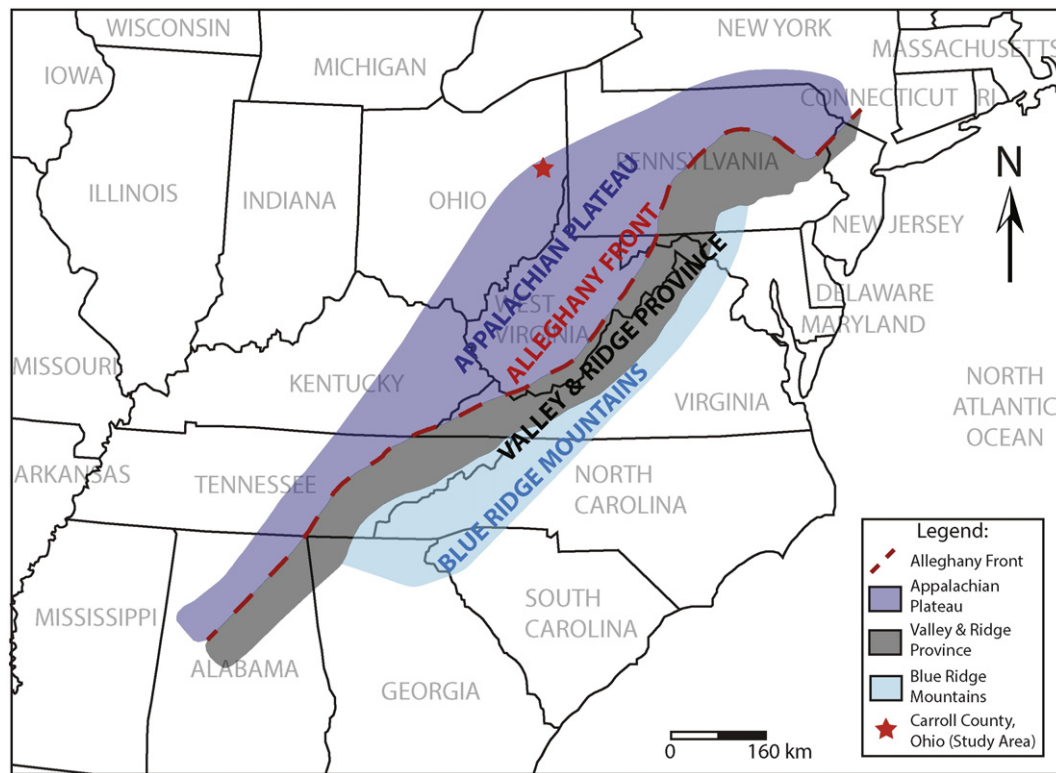 WISCONSIN
NEW YORK
MASSACHUSETTS
IOWA
MICHIGAN
CONNECTICUT
RI
PENNSYLVANIA
ILLINOIS
INDIANA
OHIO
N
NEW JERSEY
APPALACHIAN PLATEAU
ALLEGHANY FRONT
VALLEY & RIDGE PROVINCE
BLUE RIDGE MOUNTAINS
WEST
VIRGINIA
DELAWARE
MARYLAND
MISSOURI
KENTUCKY
VIRGINIA
NORTH
ATLANTIC
OCEAN
ARKANSAS
TENNESSEE
NORTH
CAROLINA
MISSISSIPPI
ALABAMA
GEORGIA
SOUTH
CAROLINA
0 160 km
Legend:
Alleghany Front
Appalachian
Plateau
Valley & Ridge
Province
Blue Ridge
Mountains
Carroll County,
Ohio (Study Area)